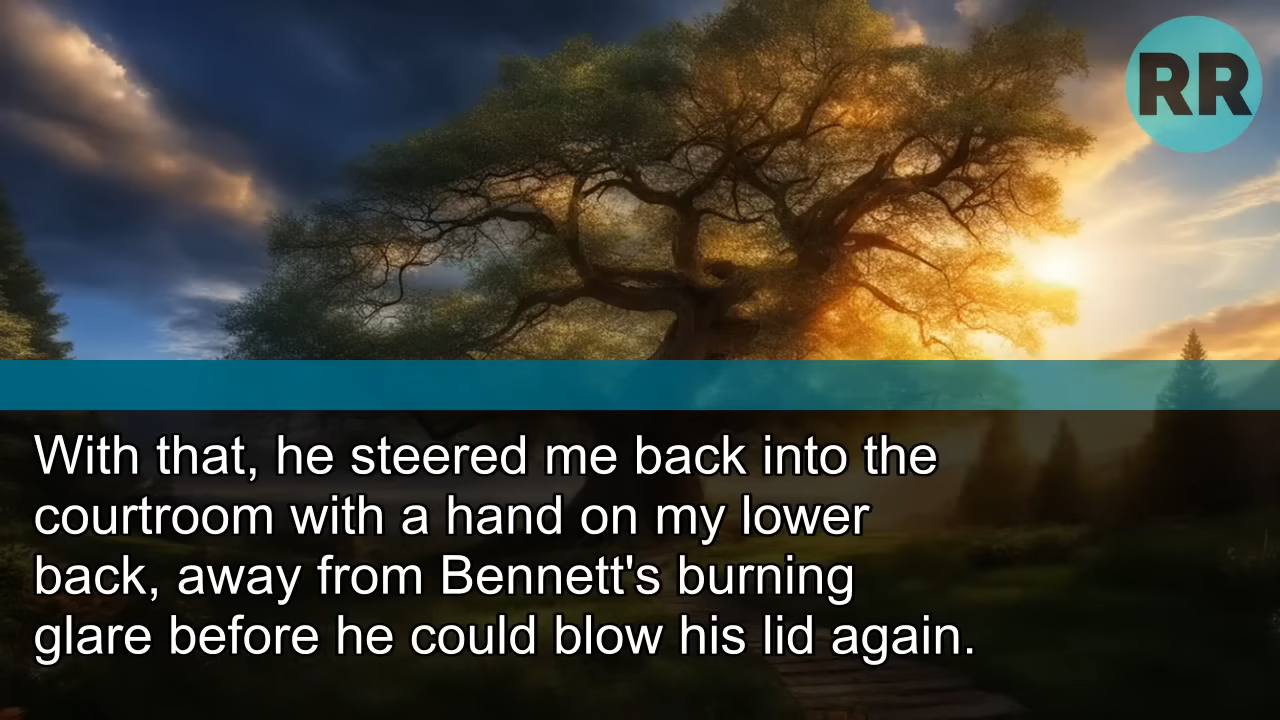 RR
With that, he steered me back into the
courtroom with a hand on my lower
back, away from Bennett's burning
glare before he could blow his lid again.